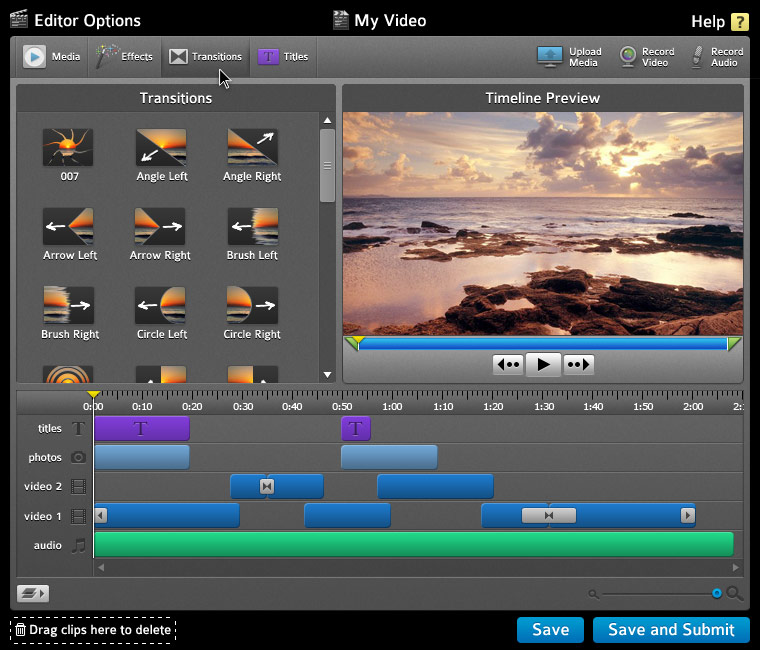 Editor Options
My Video
Help ?
Media
Effects
Transitions
T Titles
Upload
Media
Record
Video
Record
Audio
Transitions
Timeline Preview
007
Angle Left
Angle Right
Arrow Left
Arrow Right
Brush Left
Brush Right
Circle Left
Circle Right
0:00 0:10 0:20 0:30 0:40 0:50 1:00 1:10 1:20 1:30 1:40 1:50 2:00 2:
titles T T T
photos
video 2
video 1
audio
Drag clips here to delete
Save
Save and Submit